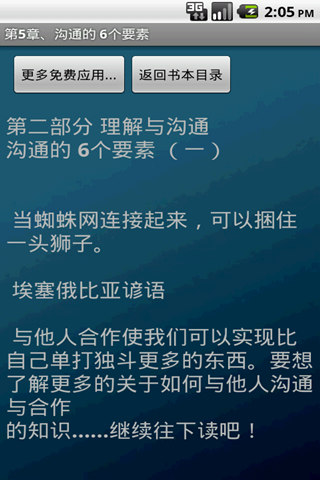 3G 2:05 PM
第5章、沟通的 6个要素
更多免费应用... 返回书本目录
第二部分 理解与沟通
沟通的 6个要素 （一）
当蜘蛛网连接起来，可以捆住
一头狮子。
埃塞俄比亚谚语
与他人合作使我们可以实现比
自己单打独斗更多的东西。要想
了解更多的关于如何与他人沟通
与合作
的知识……继续往下读吧！